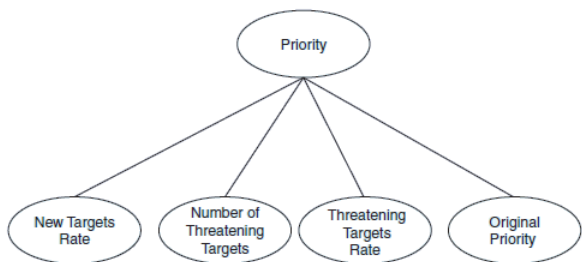 Priority
New Targets
Rate
Number of
Threatening
Targets
Threatening
Targets
Rate
Original
Priority